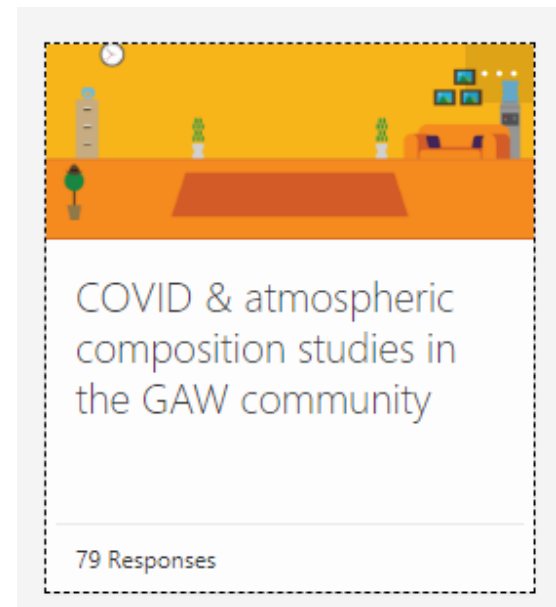 COVID & atmospheric
composition studies in
the GAW community
79 Responses